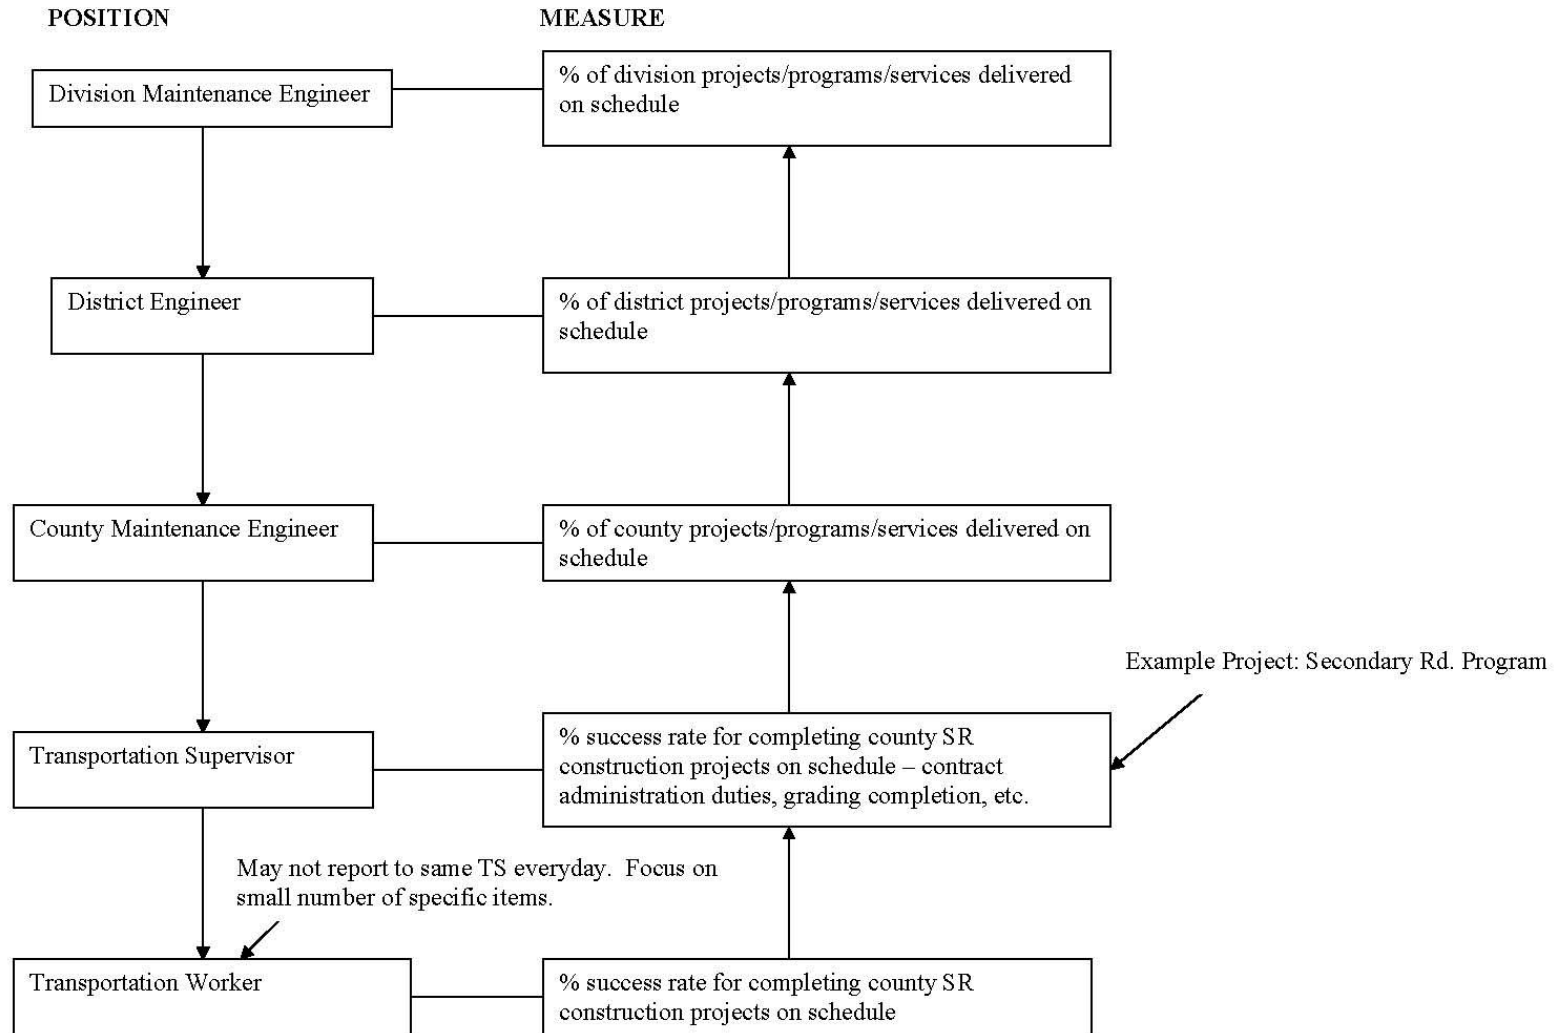 POSITION
MEASURE
Division Maintenance Engineer
% of division projects/programs/services delivered
on schedule
District Engineer
% of district projects/programs/services delivered on
schedule
County Maintenance Engineer
% of county projects/programs/services delivered on
schedule
Example Project: Secondary Rd. Program
Transportation Supervisor
% success rate for completing county SR
construction projects on schedule – contract
administration duties, grading completion, etc.
May not report to same TS everyday.  Focus on
small number of specific items.
Transportation Worker
% success rate for completing county SR
construction projects on schedule